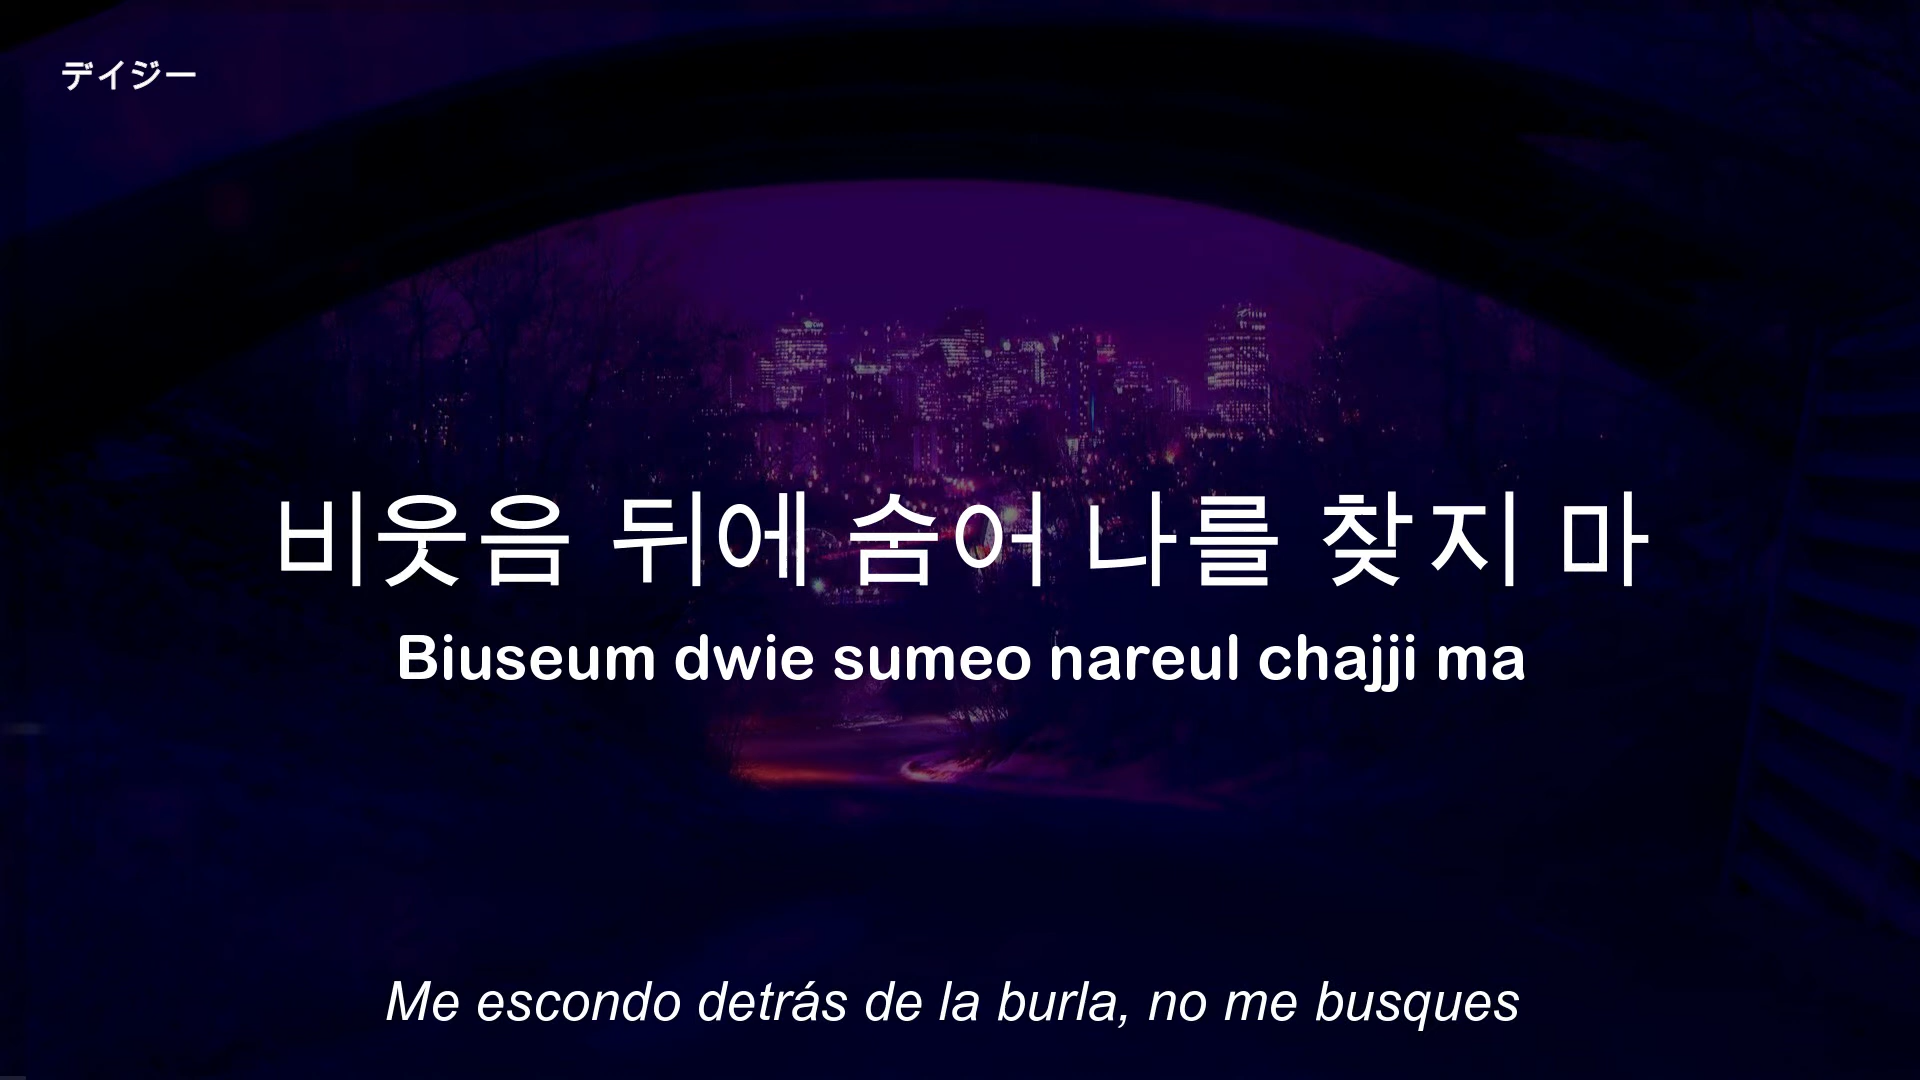 デイジー
비웃음 뒤에 숨어 나를 찾지 마
Biuseum dwie sumeo nareul chajji ma
Me escondo detrás de la burla, no me busques